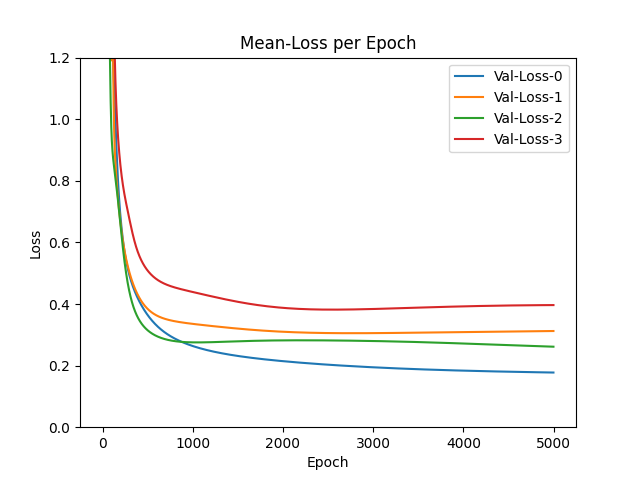 Mean-Loss per Epoch
1.2
1.0
0.8
0.6
0.4
0.2
0.0
Loss
Val-Loss-0
Val-Loss-1
Val-Loss-2
Val-Loss-3
0 1000 2000 3000 4000 5000
Epoch